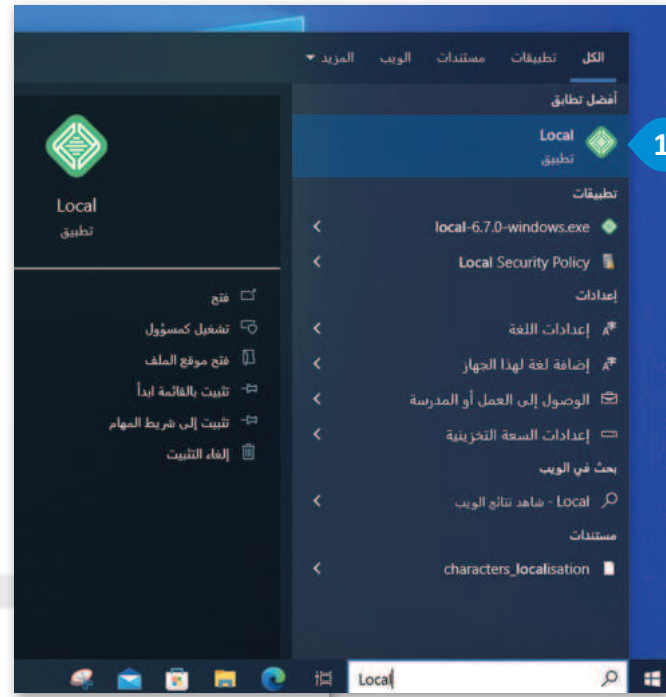 الكل تطبيقات مستندات الويب المزيد
أفضل تطابق
Local
تطبيق
1
تطبيقات
local-6.7.0-windows.exe
Local Security Policy
إعدادات
إعدادات اللغة
إضافة لغة لهذا الجهاز
الوصول إلى العمل أو المدرسة
إعدادات السعة التخزينية
بحث في الويب
Local - شاهد نتائج الويب
مستندات
characters_localisation
Local
تطبيق
فتح
تشغيل كمسؤول
فتح موقع الملف
تثبيت بالقائمة ابدأ
تثبيت إلى شريط المهام
إلغاء التثبيت
Local